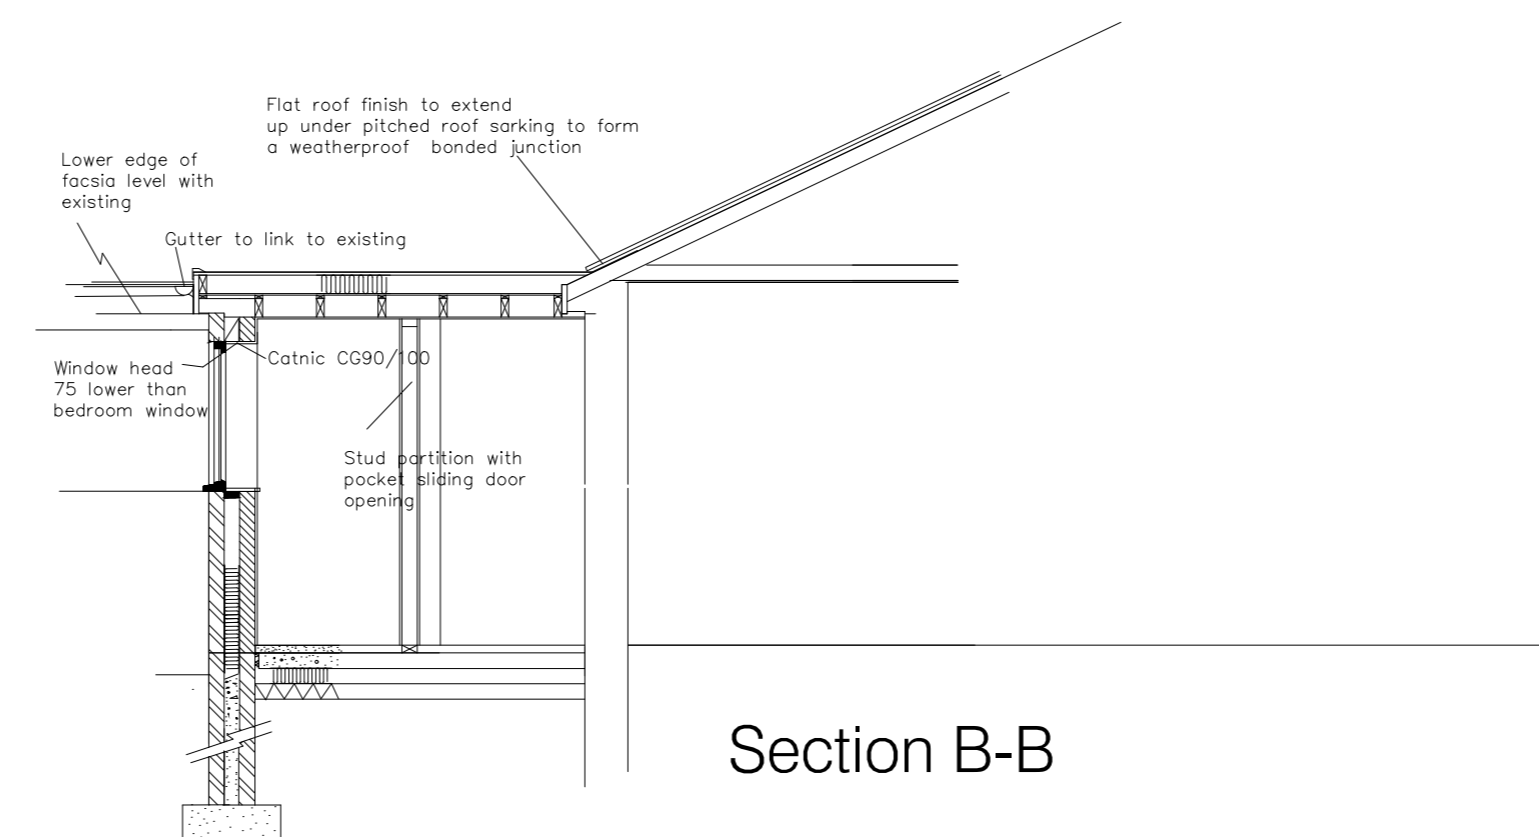 Flat roof finish to extend
up under pitched roof sarking to form
a weatherproof bonded junction
Lower edge of
facsia level with
existing
Gutter to link to existing
Window head
75 lower than
bedroom window
Catnic CG90/100
Stud partition with
pocket sliding door
opening
Section B-B